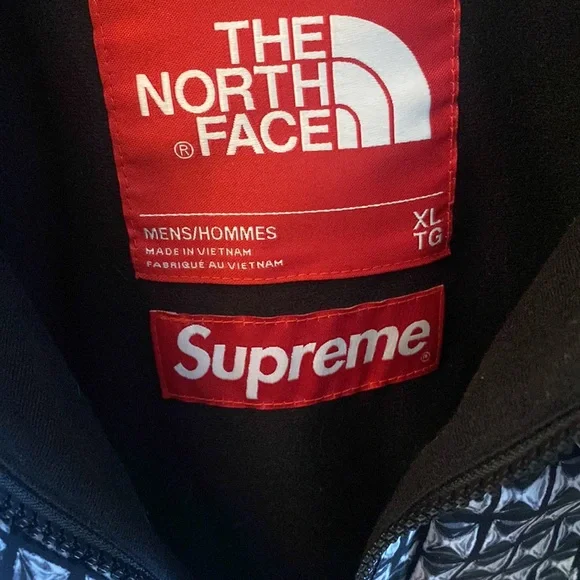 THE
NORTH
® FACE
MENS/HOMMES XL
MADE IN VIETNAM TG
FABRIQUÉ AU VIETNAM
Supreme®